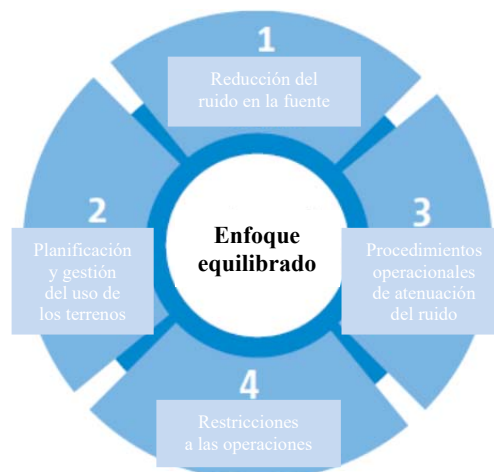 1
Reducción del
ruido en la fuente
2
Planificación
y gestión
del uso de
los terrenos
Enfoque
equilibrado
3
Procedimientos
operacionales
de atenuación
del ruido
4
Restricciones
a las operaciones